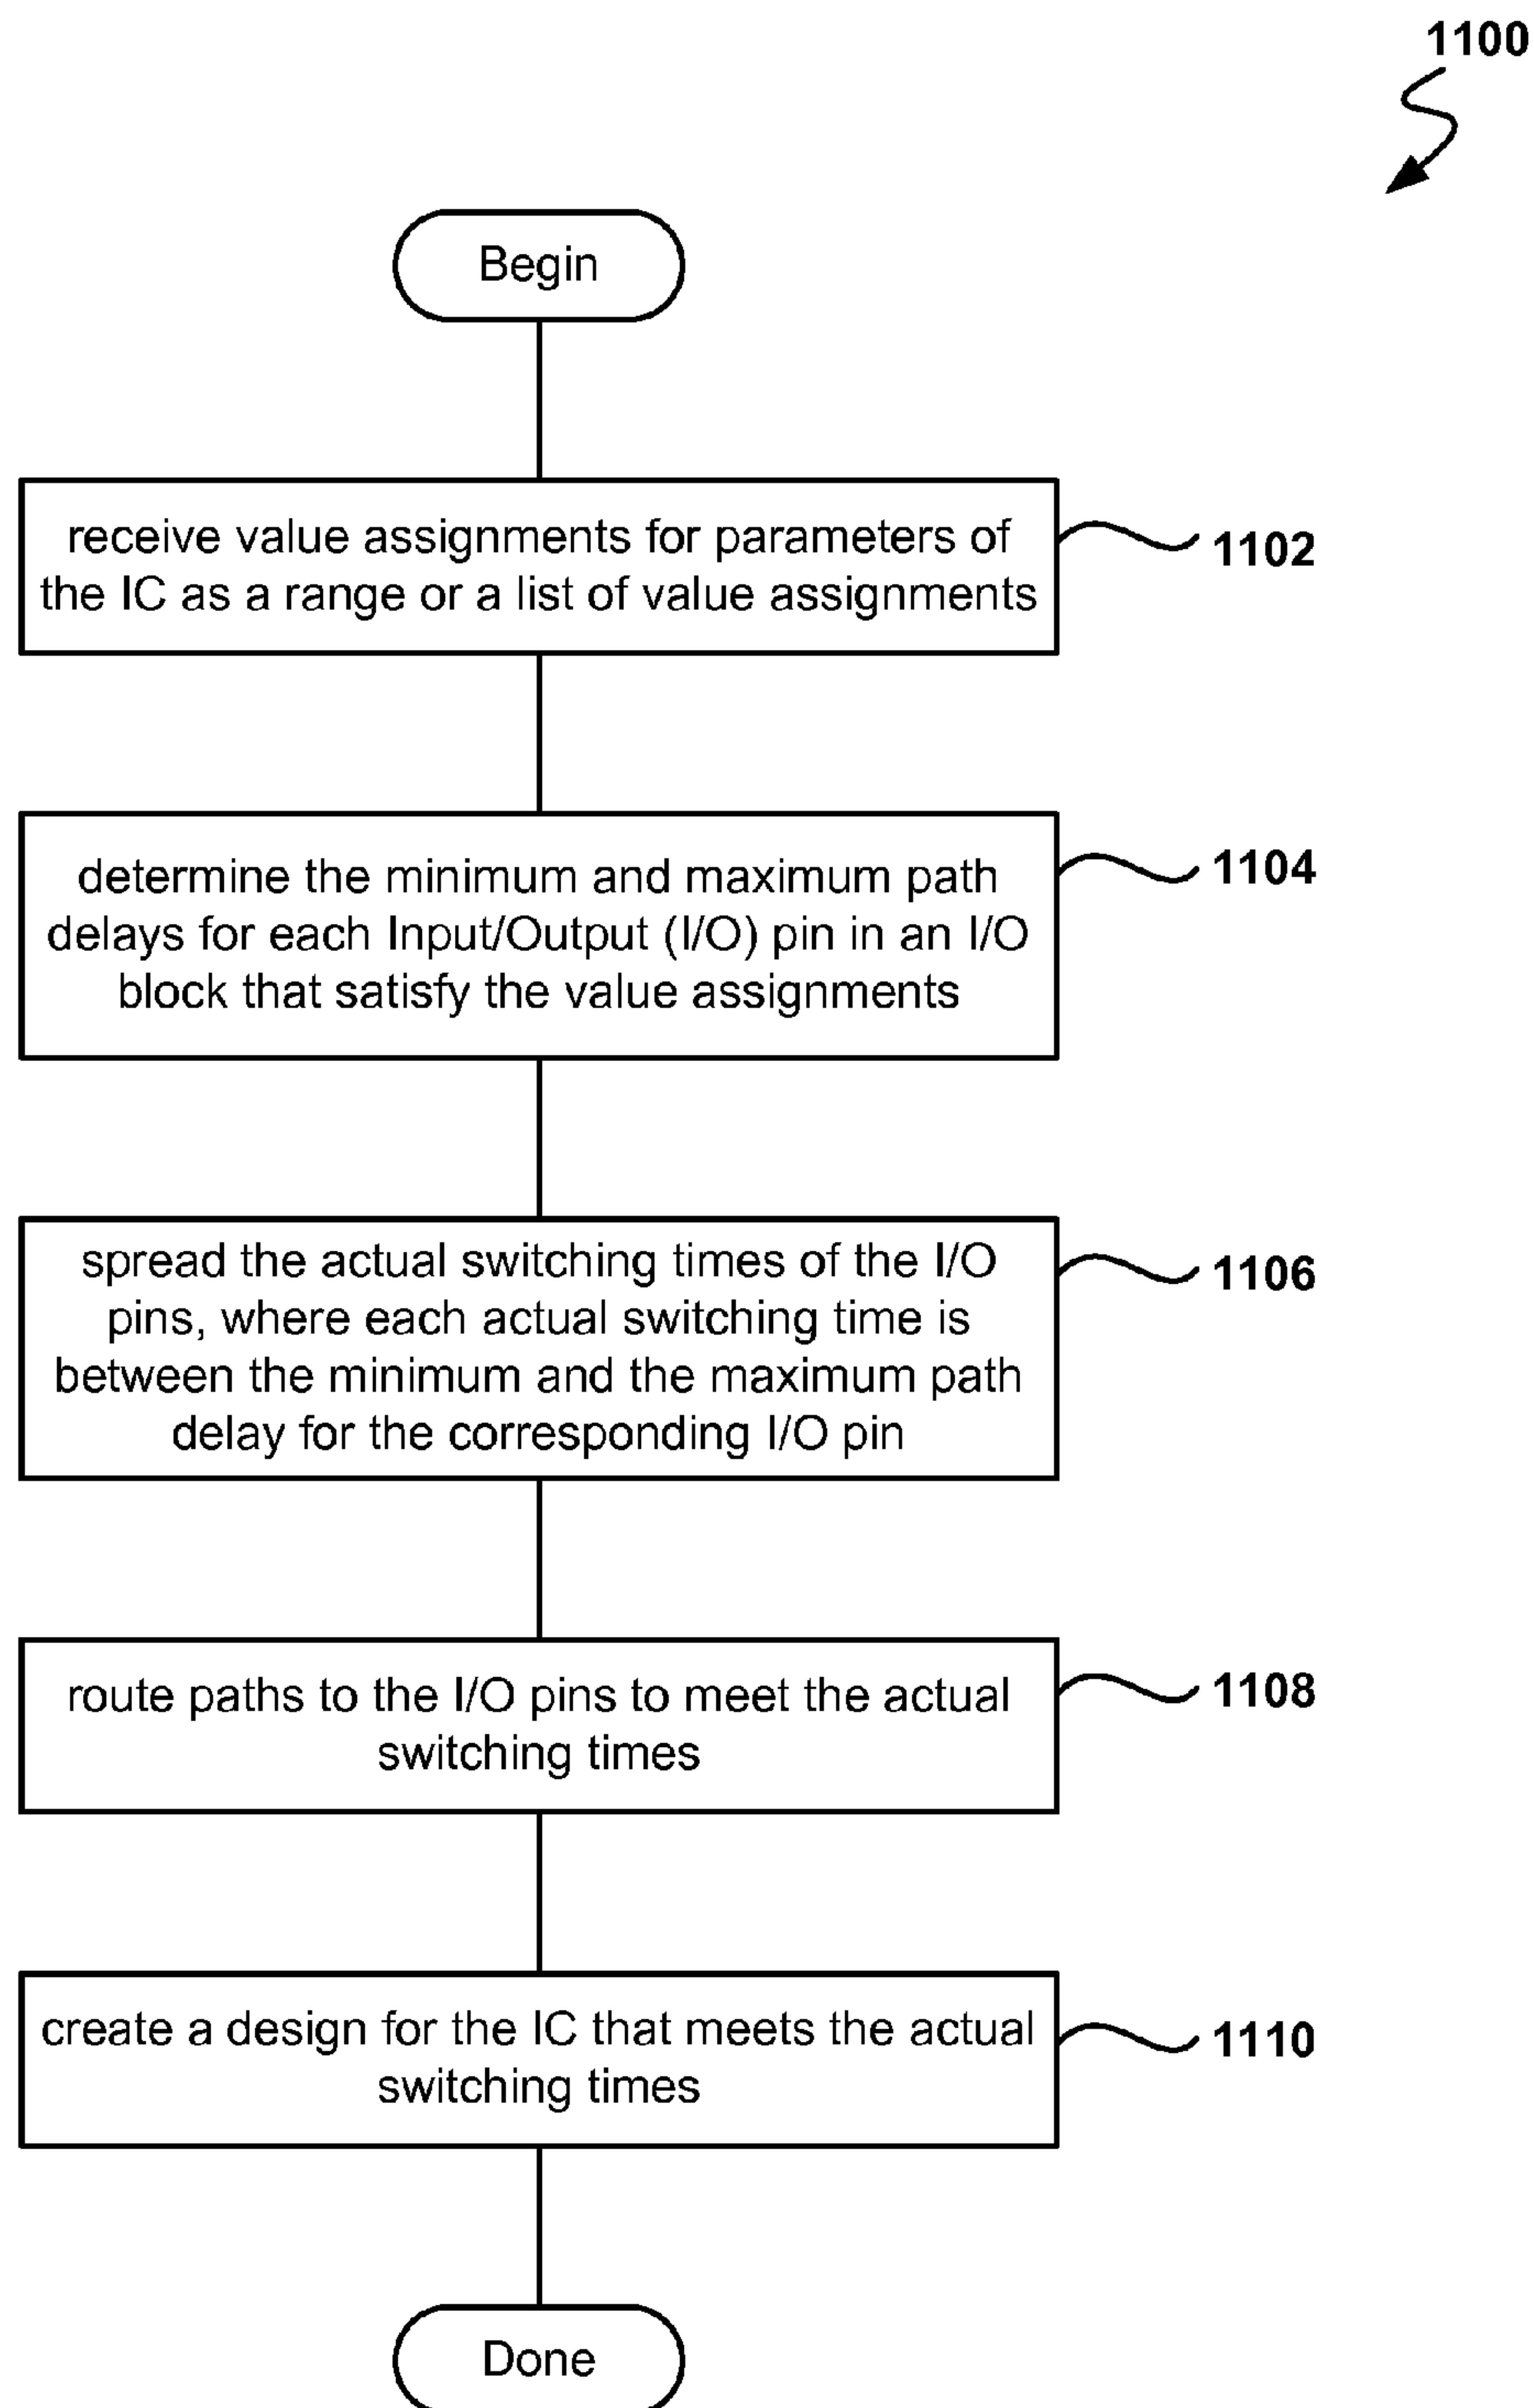 1100
Begin
receive value assignments for parameters of
the IC as a range or a list of value assignments
1102
determine the minimum and maximum path
delays for each Input/Output (I/O) pin in an I/O
block that satisfy the value assignments
1104
spread the actual switching times of the I/O
pins, where each actual switching time is
between the minimum and the maximum path
delay for the corresponding I/O pin
1106
route paths to the I/O pins to meet the actual
switching times
1108
create a design for the IC that meets the actual
switching times
1110
Done